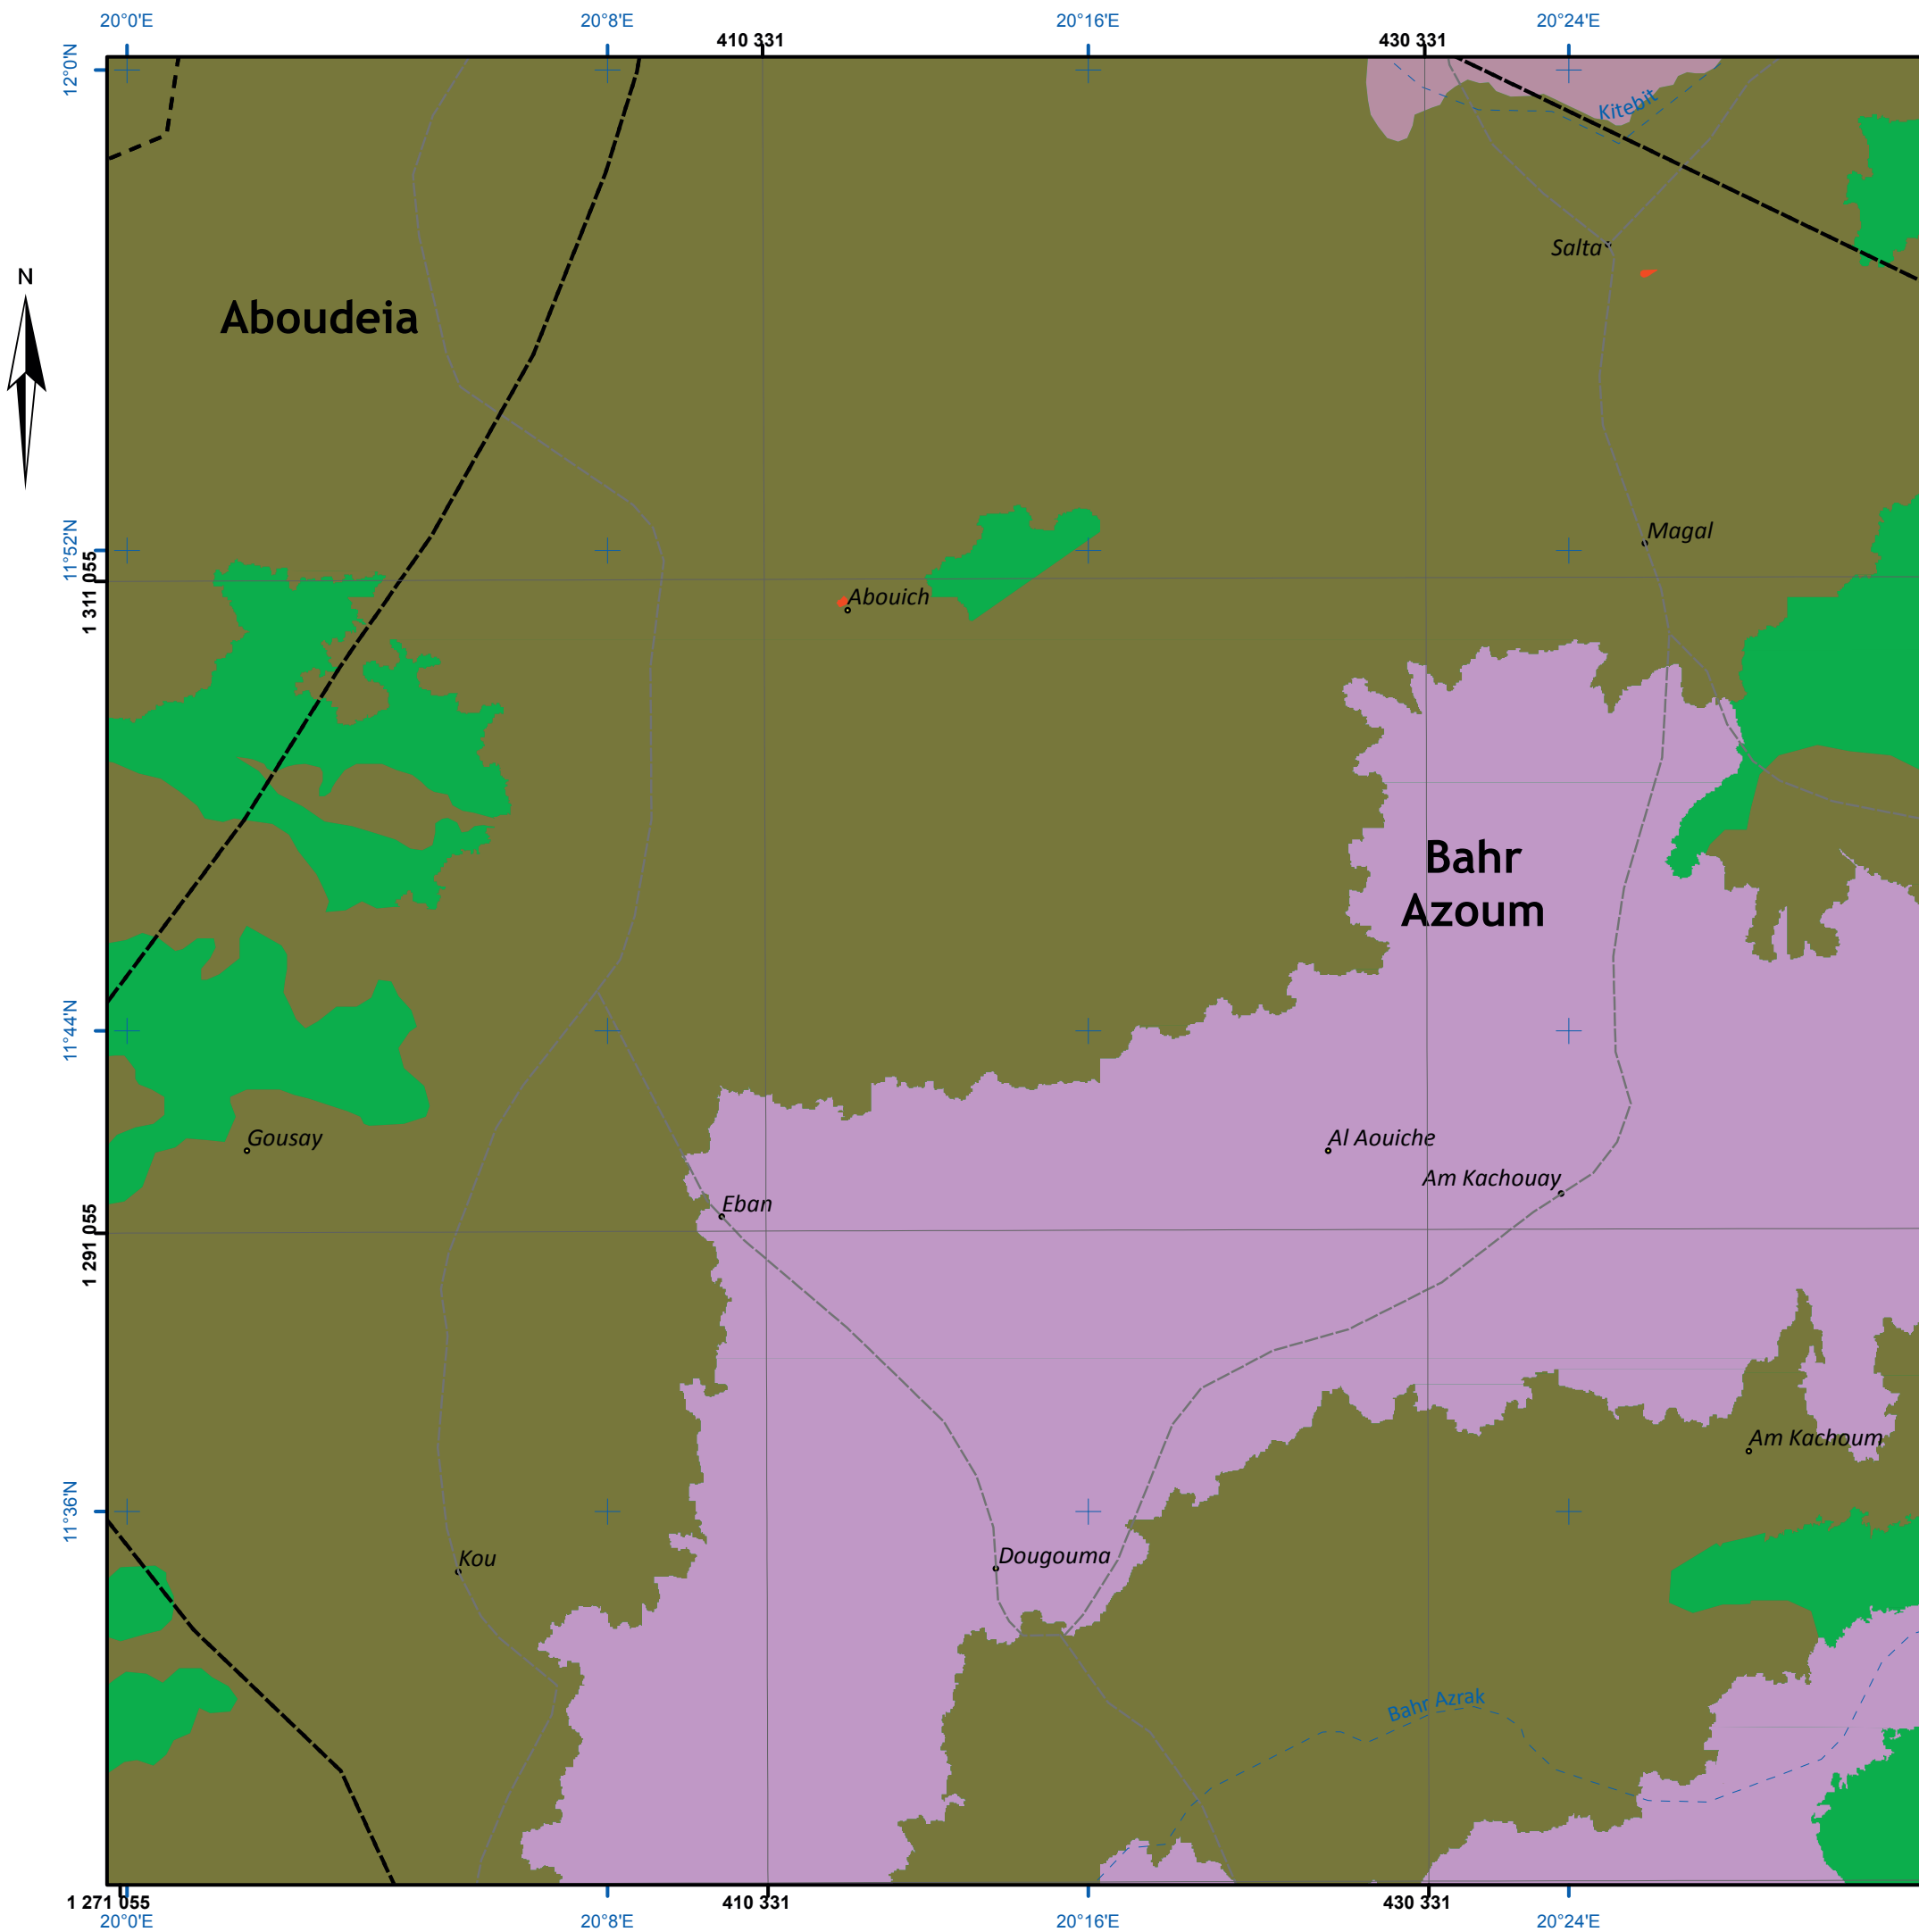 20°0'E 20°8'E 20°16'E 20°24'E
410 331 430 331
12°0'N
Kitebit
Salta
N
Aboudeia
11°52'N
Magal
1 311 055
Abouich
Bahr
Azoum
11°44'N
Gousay
Al Aouiche
Am Kachouay
Eban
1 291 055
Am Kachoum
11°36'N
Kou
Dougouma
Bahr Azrak
1 271 055 410 331 430 331
20°0'E 20°8'E 20°16'E 20°24'E